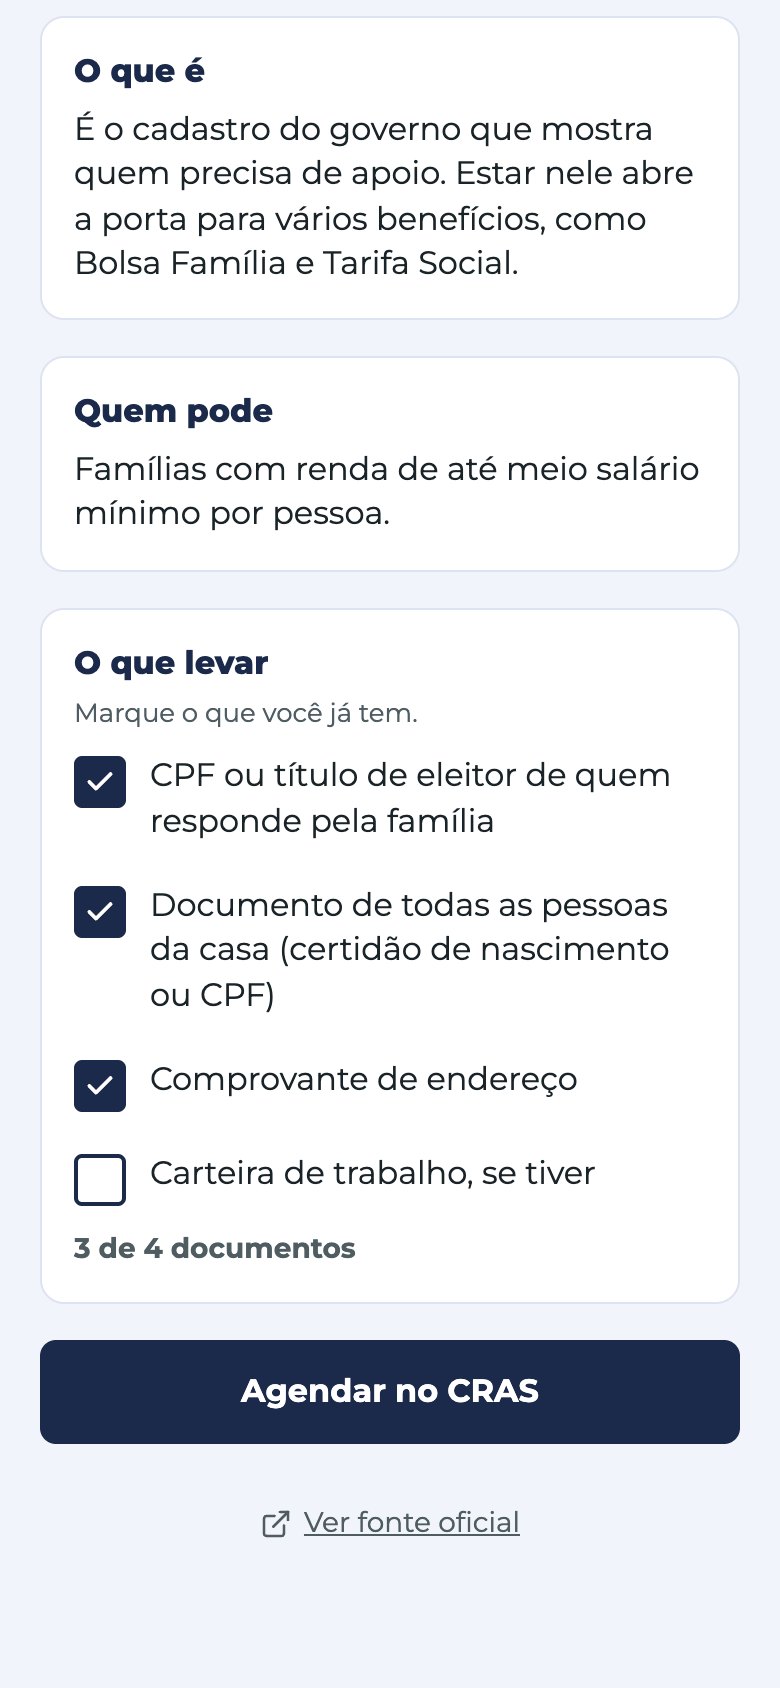 O que é
É o cadastro do governo que mostra
quem precisa de apoio. Estar nele abre
a porta para vários benefícios, como
Bolsa Família e Tarifa Social.
Quem pode
Famílias com renda de até meio salário
mínimo por pessoa.
O que levar
Marque o que você já tem.
CPF ou título de eleitor de quem
responde pela família
Documento de todas as pessoas
da casa (certidão de nascimento
ou CPF)
Comprovante de endereço
Carteira de trabalho, se tiver
3 de 4 documentos
Agendar no CRAS
Ver fonte oficial